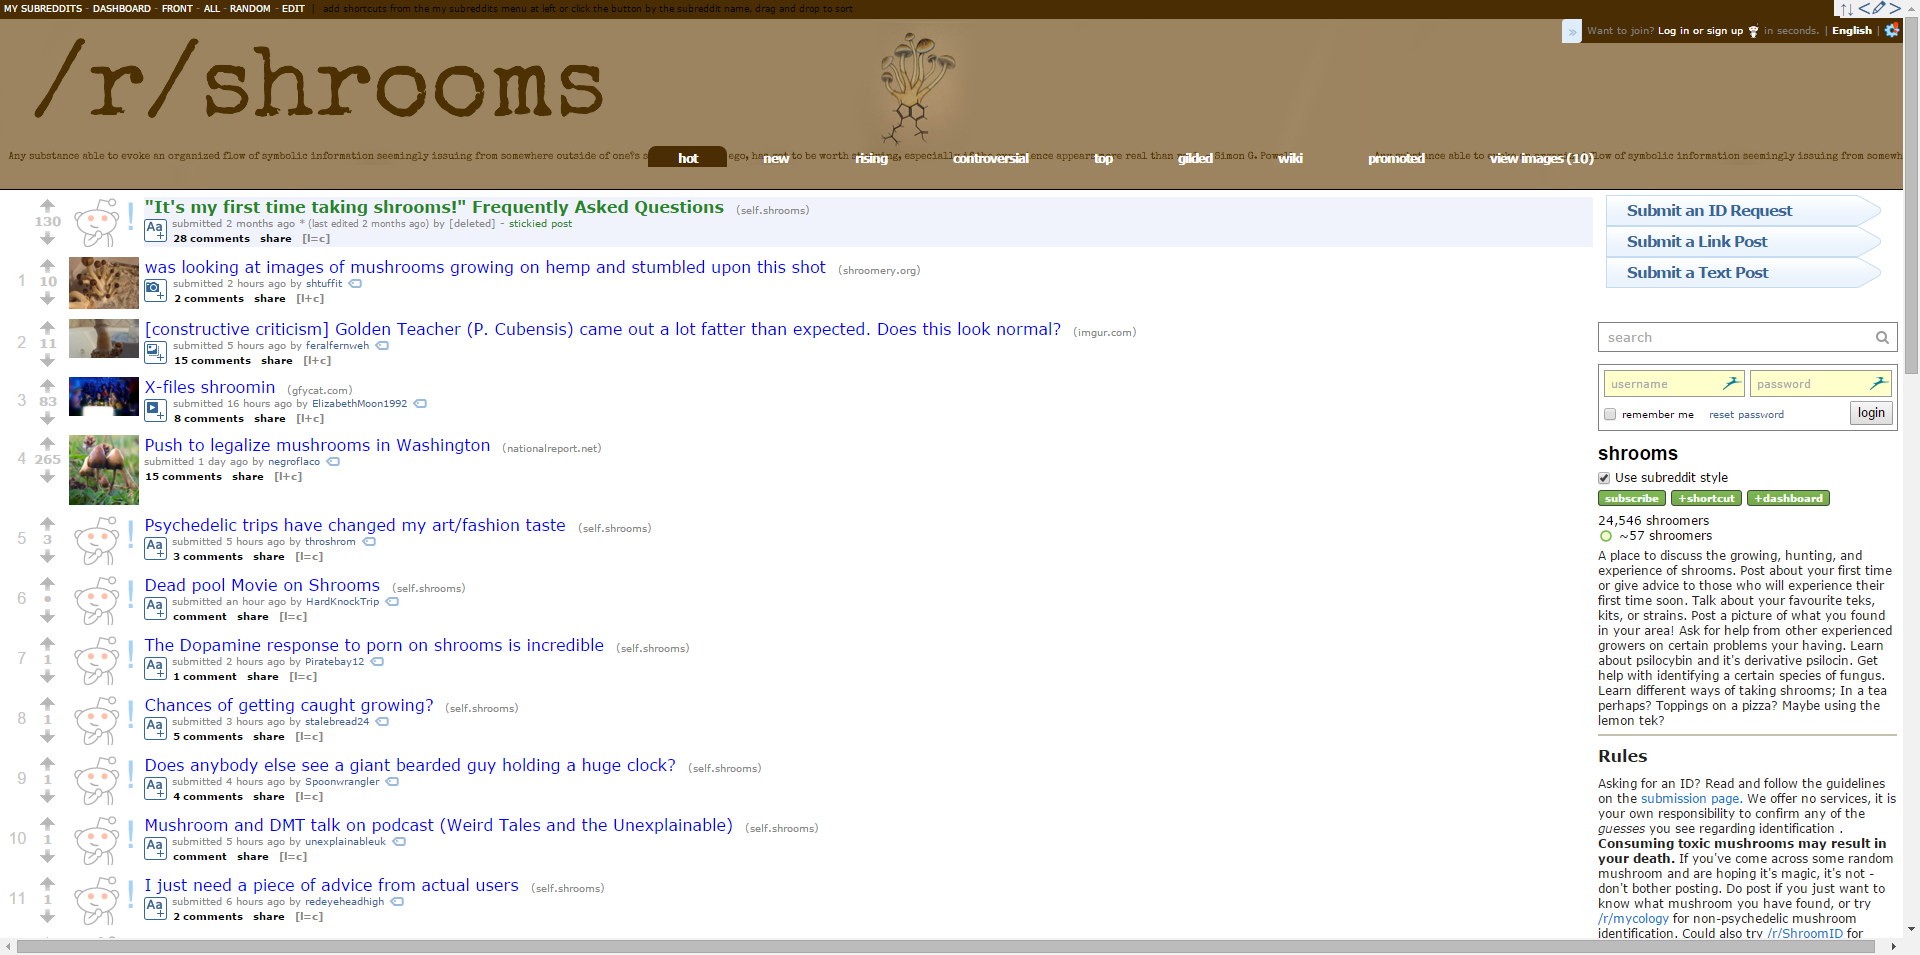 MY SUBREDDITS - DASHBOARD - FRONT - ALL - RANDOM - EDIT | add shortcuts from the my subreddits menu at left or click the button by the subreddit name, drag and drop to sort
Want to join? Log in or sign up in seconds. | English |
/r/shrooms
Any substance able to evoke an organized flow of symbolic information seemingly issuing from somewhere outside of one's
hot new rising controversial top gilded wiki promoted view images (10)
130
"It's my first time taking shrooms!" Frequently Asked Questions (self.shrooms)
submitted 2 months ago * (last edited 2 months ago) by [deleted] - stickied post
28 comments share [l=c]
1 10
was looking at images of mushrooms growing on hemp and stumbled upon this shot (shroomery.org)
submitted 2 hours ago by shtuffit
2 comments share [l+c]
2 11
[constructive criticism] Golden Teacher (P. Cubensis) came out a lot fatter than expected. Does this look normal? (imgur.com)
submitted 5 hours ago by feralfernweh
15 comments share [l+c]
3 83
X-files shroomin (gfycat.com)
submitted 16 hours ago by ElizabethMoon1992
8 comments share [l+c]
4 265
Push to legalize mushrooms in Washington (nationalreport.net)
submitted 1 day ago by negroflaco
15 comments share [l+c]
5 3
Psychedelic trips have changed my art/fashion taste (self.shrooms)
submitted 5 hours ago by throshrom
3 comments share [l=c]
6 •
Dead pool Movie on Shrooms (self.shrooms)
submitted an hour ago by HardKnockTrip
comment share [l=c]
7 1
The Dopamine response to porn on shrooms is incredible (self.shrooms)
submitted 2 hours ago by Piratebay12
1 comment share [l=c]
8 1
Chances of getting caught growing? (self.shrooms)
submitted 3 hours ago by stalebread24
5 comments share [l=c]
9 1
Does anybody else see a giant bearded guy holding a huge clock? (self.shrooms)
submitted 4 hours ago by Spoonwrangler
4 comments share [l=c]
10 1
Mushroom and DMT talk on podcast (Weird Tales and the Unexplainable) (self.shrooms)
submitted 5 hours ago by unexplainableuk
comment share [l=c]
11 1
I just need a piece of advice from actual users (self.shrooms)
submitted 6 hours ago by redeyeheadhigh
2 comments share [l=c]
Submit an ID Request
Submit a Link Post
Submit a Text Post
search
username password
remember me reset password login
shrooms
Use subreddit style
subscribe +shortcut +dashboard
24,546 shroomers
~57 shroomers
A place to discuss the growing, hunting, and
experience of shrooms. Post about your first time
or give advice to those who will experience their
first time soon. Talk about your favourite teks,
kits, or strains. Post a picture of what you found
in your area! Ask for help from other experienced
growers on certain problems your having. Learn
about psilocybin and it's derivative psilocin. Get
help with identifying a certain species of fungus.
Learn different ways of taking shrooms; In a tea
perhaps? Toppings on a pizza? Maybe using the
lemon tek?
Rules
Asking for an ID? Read and follow the guidelines
on the submission page. We offer no services, it is
your own responsibility to confirm any of the
guesses you see regarding identification .
Consuming toxic mushrooms may result in
your death. If you've come across some random
mushroom and are hoping it's magic, it's not -
don't bother posting. Do post if you just want to
know what mushroom you have found, or try
/r/mycology for non-psychedelic mushroom
identification. Could also try /r/ShroomID for